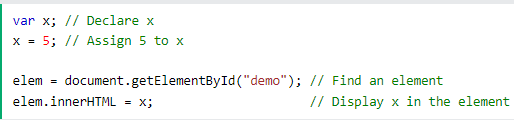 var x; // Declare x
x = 5; // Assign 5 to x
elem = document.getElementById("demo"); // Find an element
elem.innerHTML = x;                     // Display x in the element